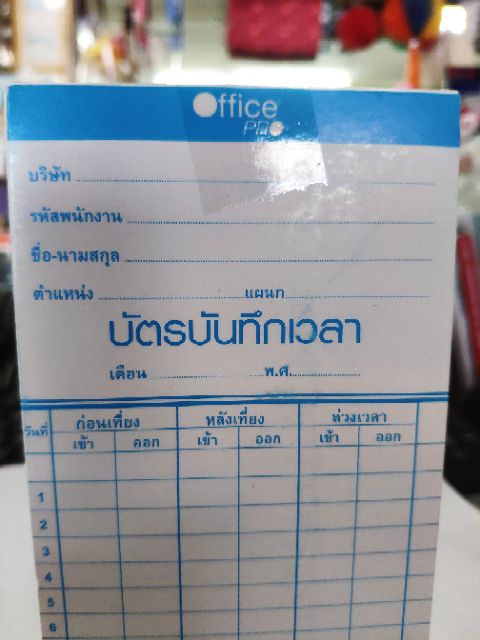 Office
PRO
บริษัท
รหัสพนักงาน
ชื่อ-นามสกุล
ตำแหน่ง แผนก
บัตรบันทึกเวลา
เดือน พ.ศ.
วันที่ ก่อนเที่ยง หลังเที่ยง ล่วงเวลา
เข้า ออก เข้า ออก เข้า ออก
1
2
3
4
5
6